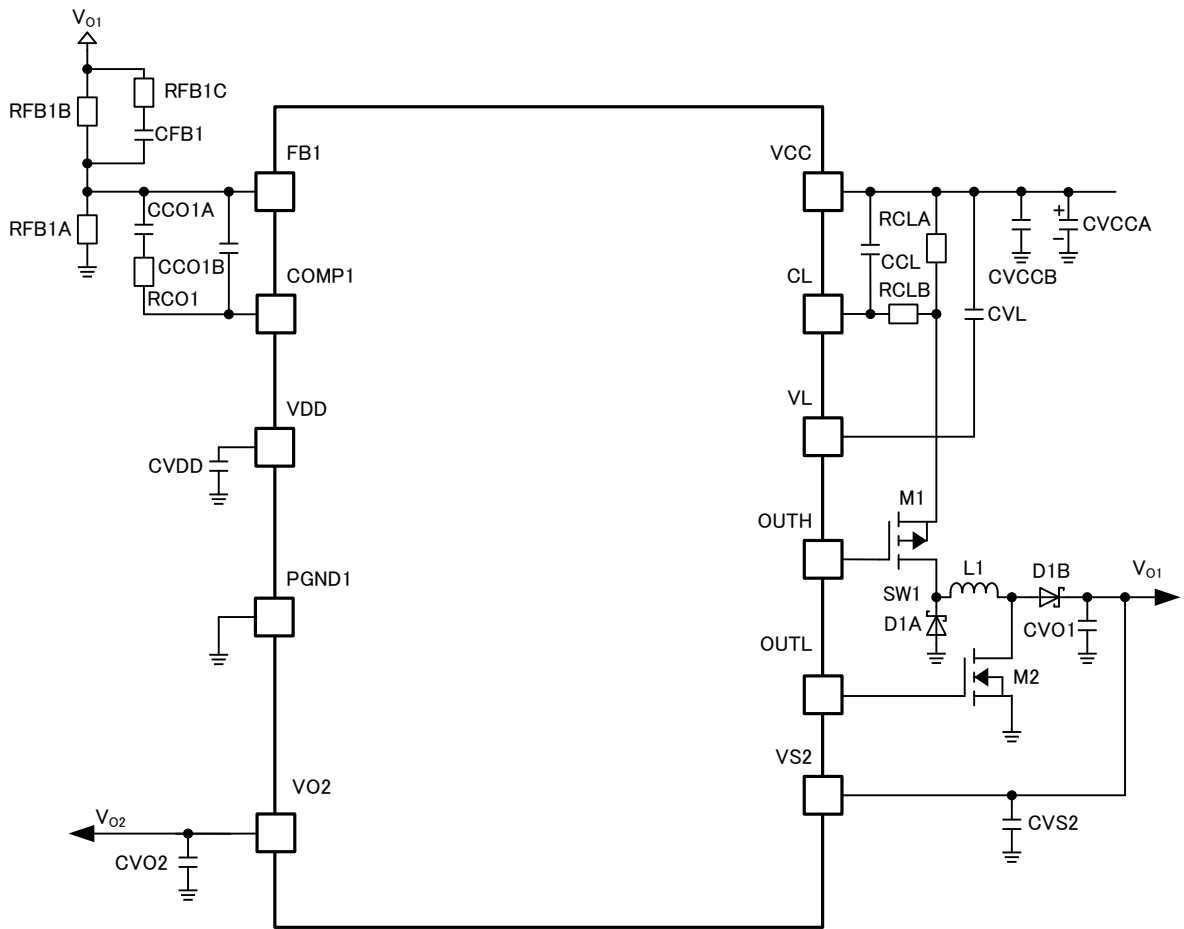 VO1
RFB1B
RFB1C
CFB1
FB1
VCC
RFB1A
CCO1A
CCO1B
RCO1
COMP1
RCLA
CCL
CL
RCLB
CVCCB
+
−
CVCCA
CVL
VDD
CVDD
VL
M1
OUTH
PGND1
SW1
L1
D1B
VO1
D1A
CVO1
OUTL
M2
VS2
VO2
VO2
CVO2
CVS2